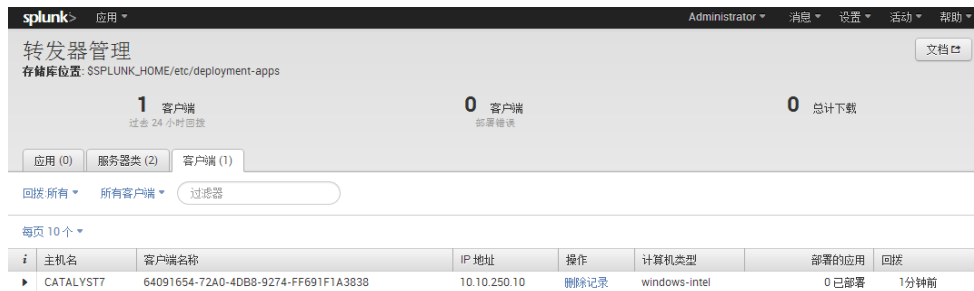 splunk> 应用 Administrator 消息 设置 活动 帮助
转发器管理 文档
存储库位置: $SPLUNK_HOME/etc/deployment-apps
1 客户端 0 客户端 0 总计下载
过去 24 小时回拨 部署错误
应用 (0) 服务器类 (2) 客户端 (1)
回拨:所有 所有客户端 过滤器
每页 10 个
i 主机名 客户端名称 IP 地址 操作 计算机类型 部署的应用 回拨
CATALYST7 64091654-72A0-4DB8-9274-FF691F1A3838 10.10.250.10 删除记录 windows-intel 0 已部署 1分钟前